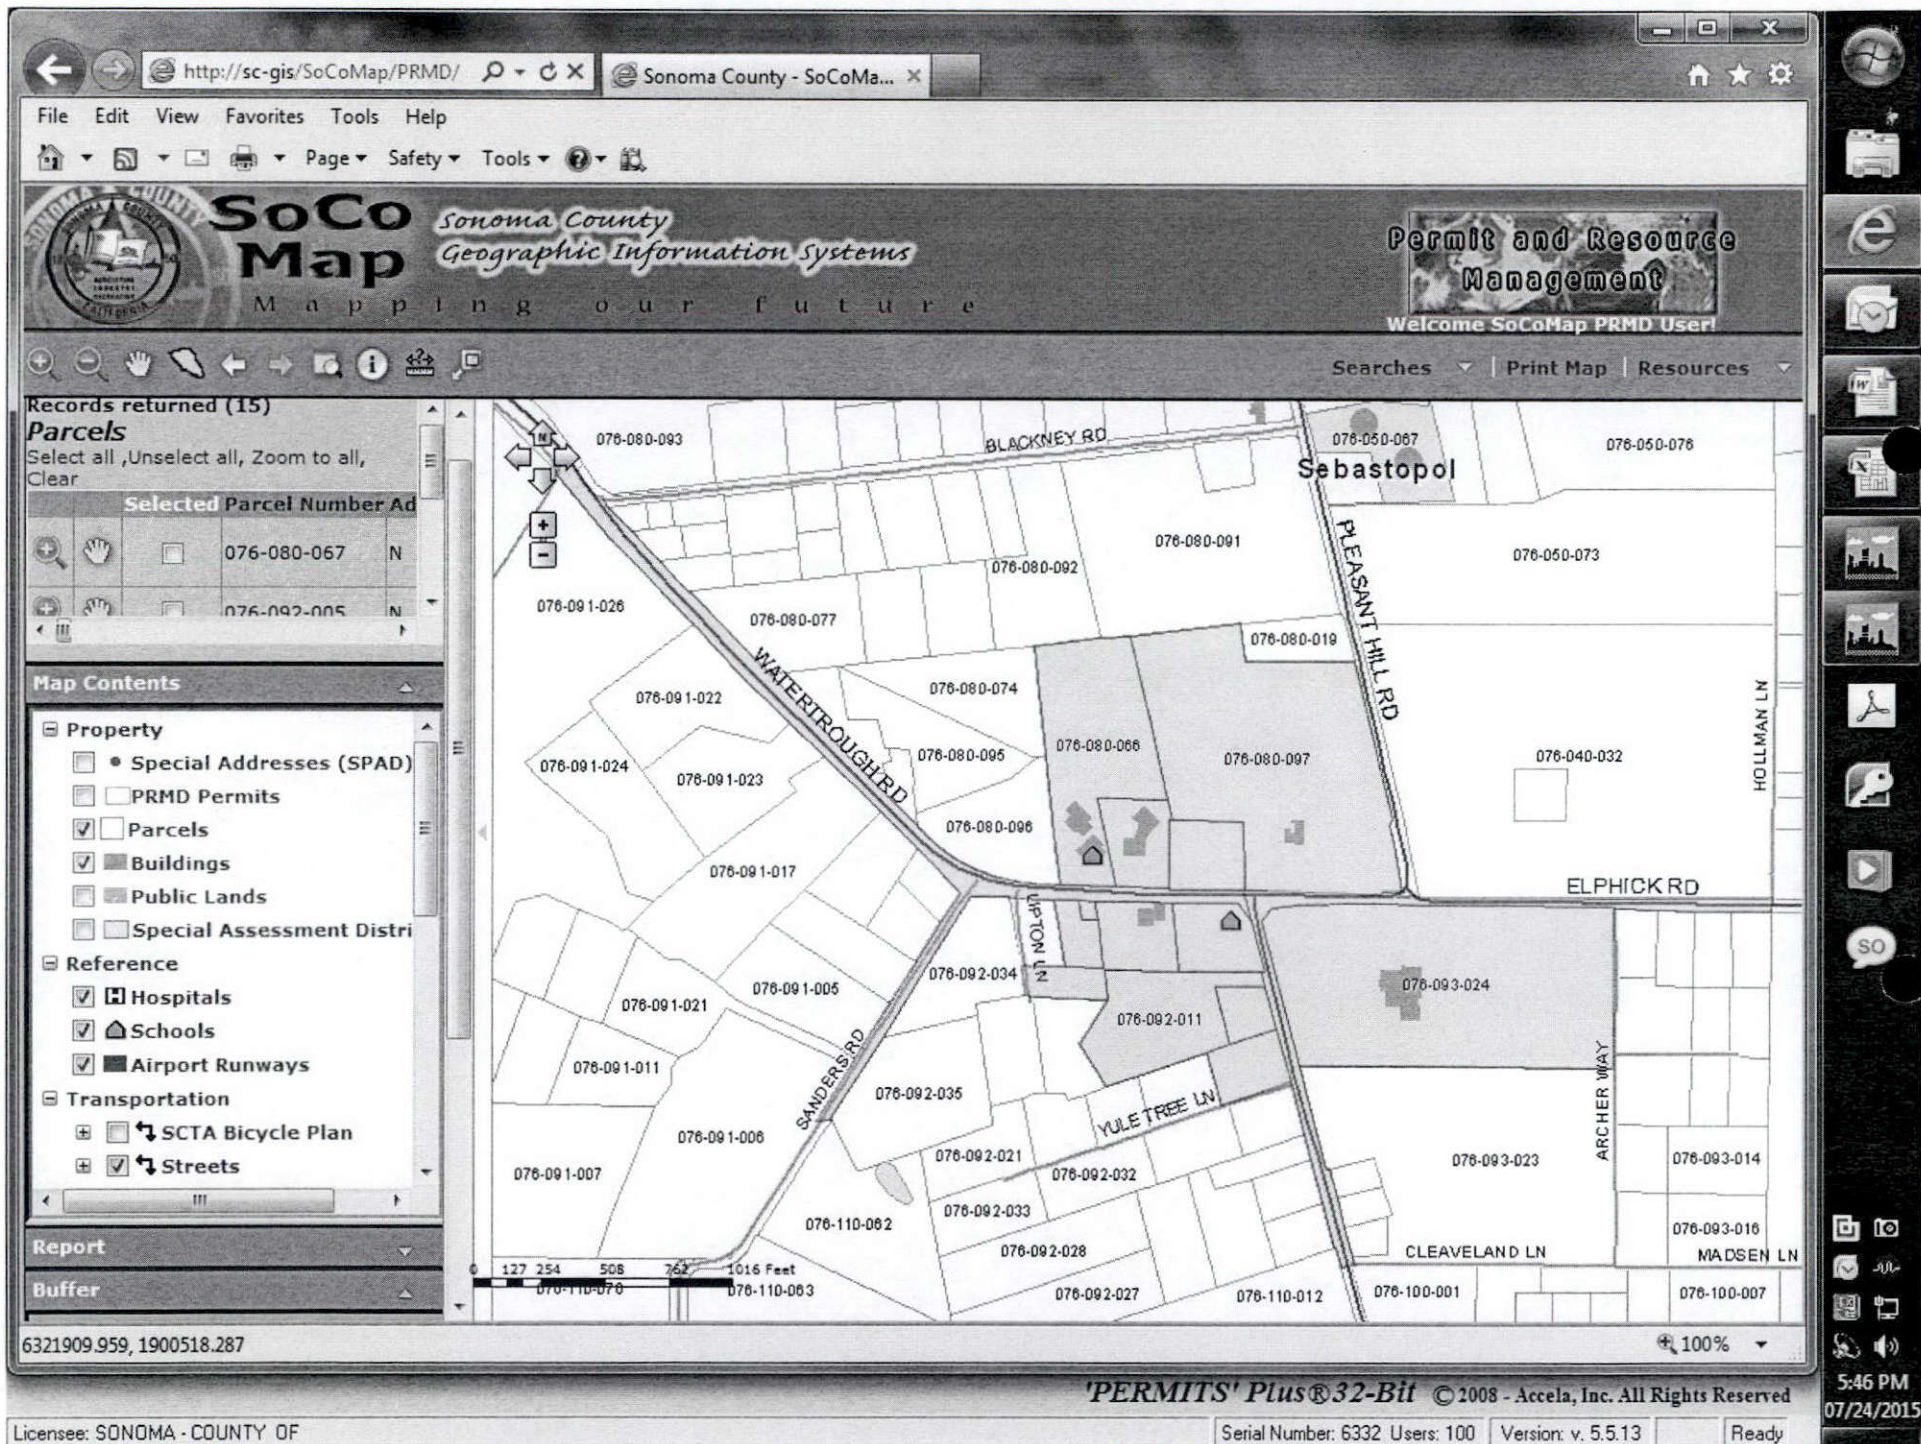 http://sc-gis/SoCoMap/PRMD/
Sonoma County - SoCoMa...
File Edit View Favorites Tools Help
Page Safety Tools
SONOMA COUNTY
AGRICULTURE
INDUSTRY
RECREATION
CALIFORNIA
SoCo
Map
Sonoma County
Geographic Information Systems
Mapping our future
Permit and Resource
Management
Welcome SoCoMap PRMD User!
Searches | Print Map | Resources
Records returned (15)
Parcels
Select all ,Unselect all, Zoom to all,
Clear
Selected Parcel Number Ad
076-080-067 N
076-092-005 N
Map Contents
Property
Special Addresses (SPAD)
PRMD Permits
Parcels
Buildings
Public Lands
Special Assessment Distri
Reference
H Hospitals
Schools
Airport Runways
Transportation
SCTA Bicycle Plan
Streets
Report
Buffer
N
076-080-093
BLACKNEY RD
076-050-067
076-050-076
Sebastopol
076-080-091
076-050-073
076-080-092
PLEASANT HILL RD
076-091-026
076-080-077
076-080-019
WATERTROUGH RD
076-091-022
076-080-074
HOLLMAN LN
076-091-024
076-091-023
076-080-095
076-080-066
076-080-097
076-040-032
076-080-096
076-091-017
ELPHICK RD
UPTON LN
076-092-034
076-091-005
076-093-024
076-091-021
076-092-011
SANDERS RD
076-091-011
076-092-035
YULE TREE LN
ARCHER WAY
076-091-006
076-092-021
076-092-032
076-093-023
076-093-014
076-091-007
076-092-033
076-110-062
076-093-016
076-092-028
CLEAVELAND LN
MADSEN LN
0 127 254 508 762 1016 Feet
076-110-070
076-110-063
076-092-027
076-110-012
076-100-001
076-100-007
6321909.959, 1900518.287
100%
'PERMITS' Plus®32-Bit ©2008 - Accela, Inc. All Rights Reserved
Licensee: SONOMA - COUNTY OF
Serial Number: 6332 Users: 100
Version: v. 5.5.13
Ready
SO
5:46 PM
07/24/2015